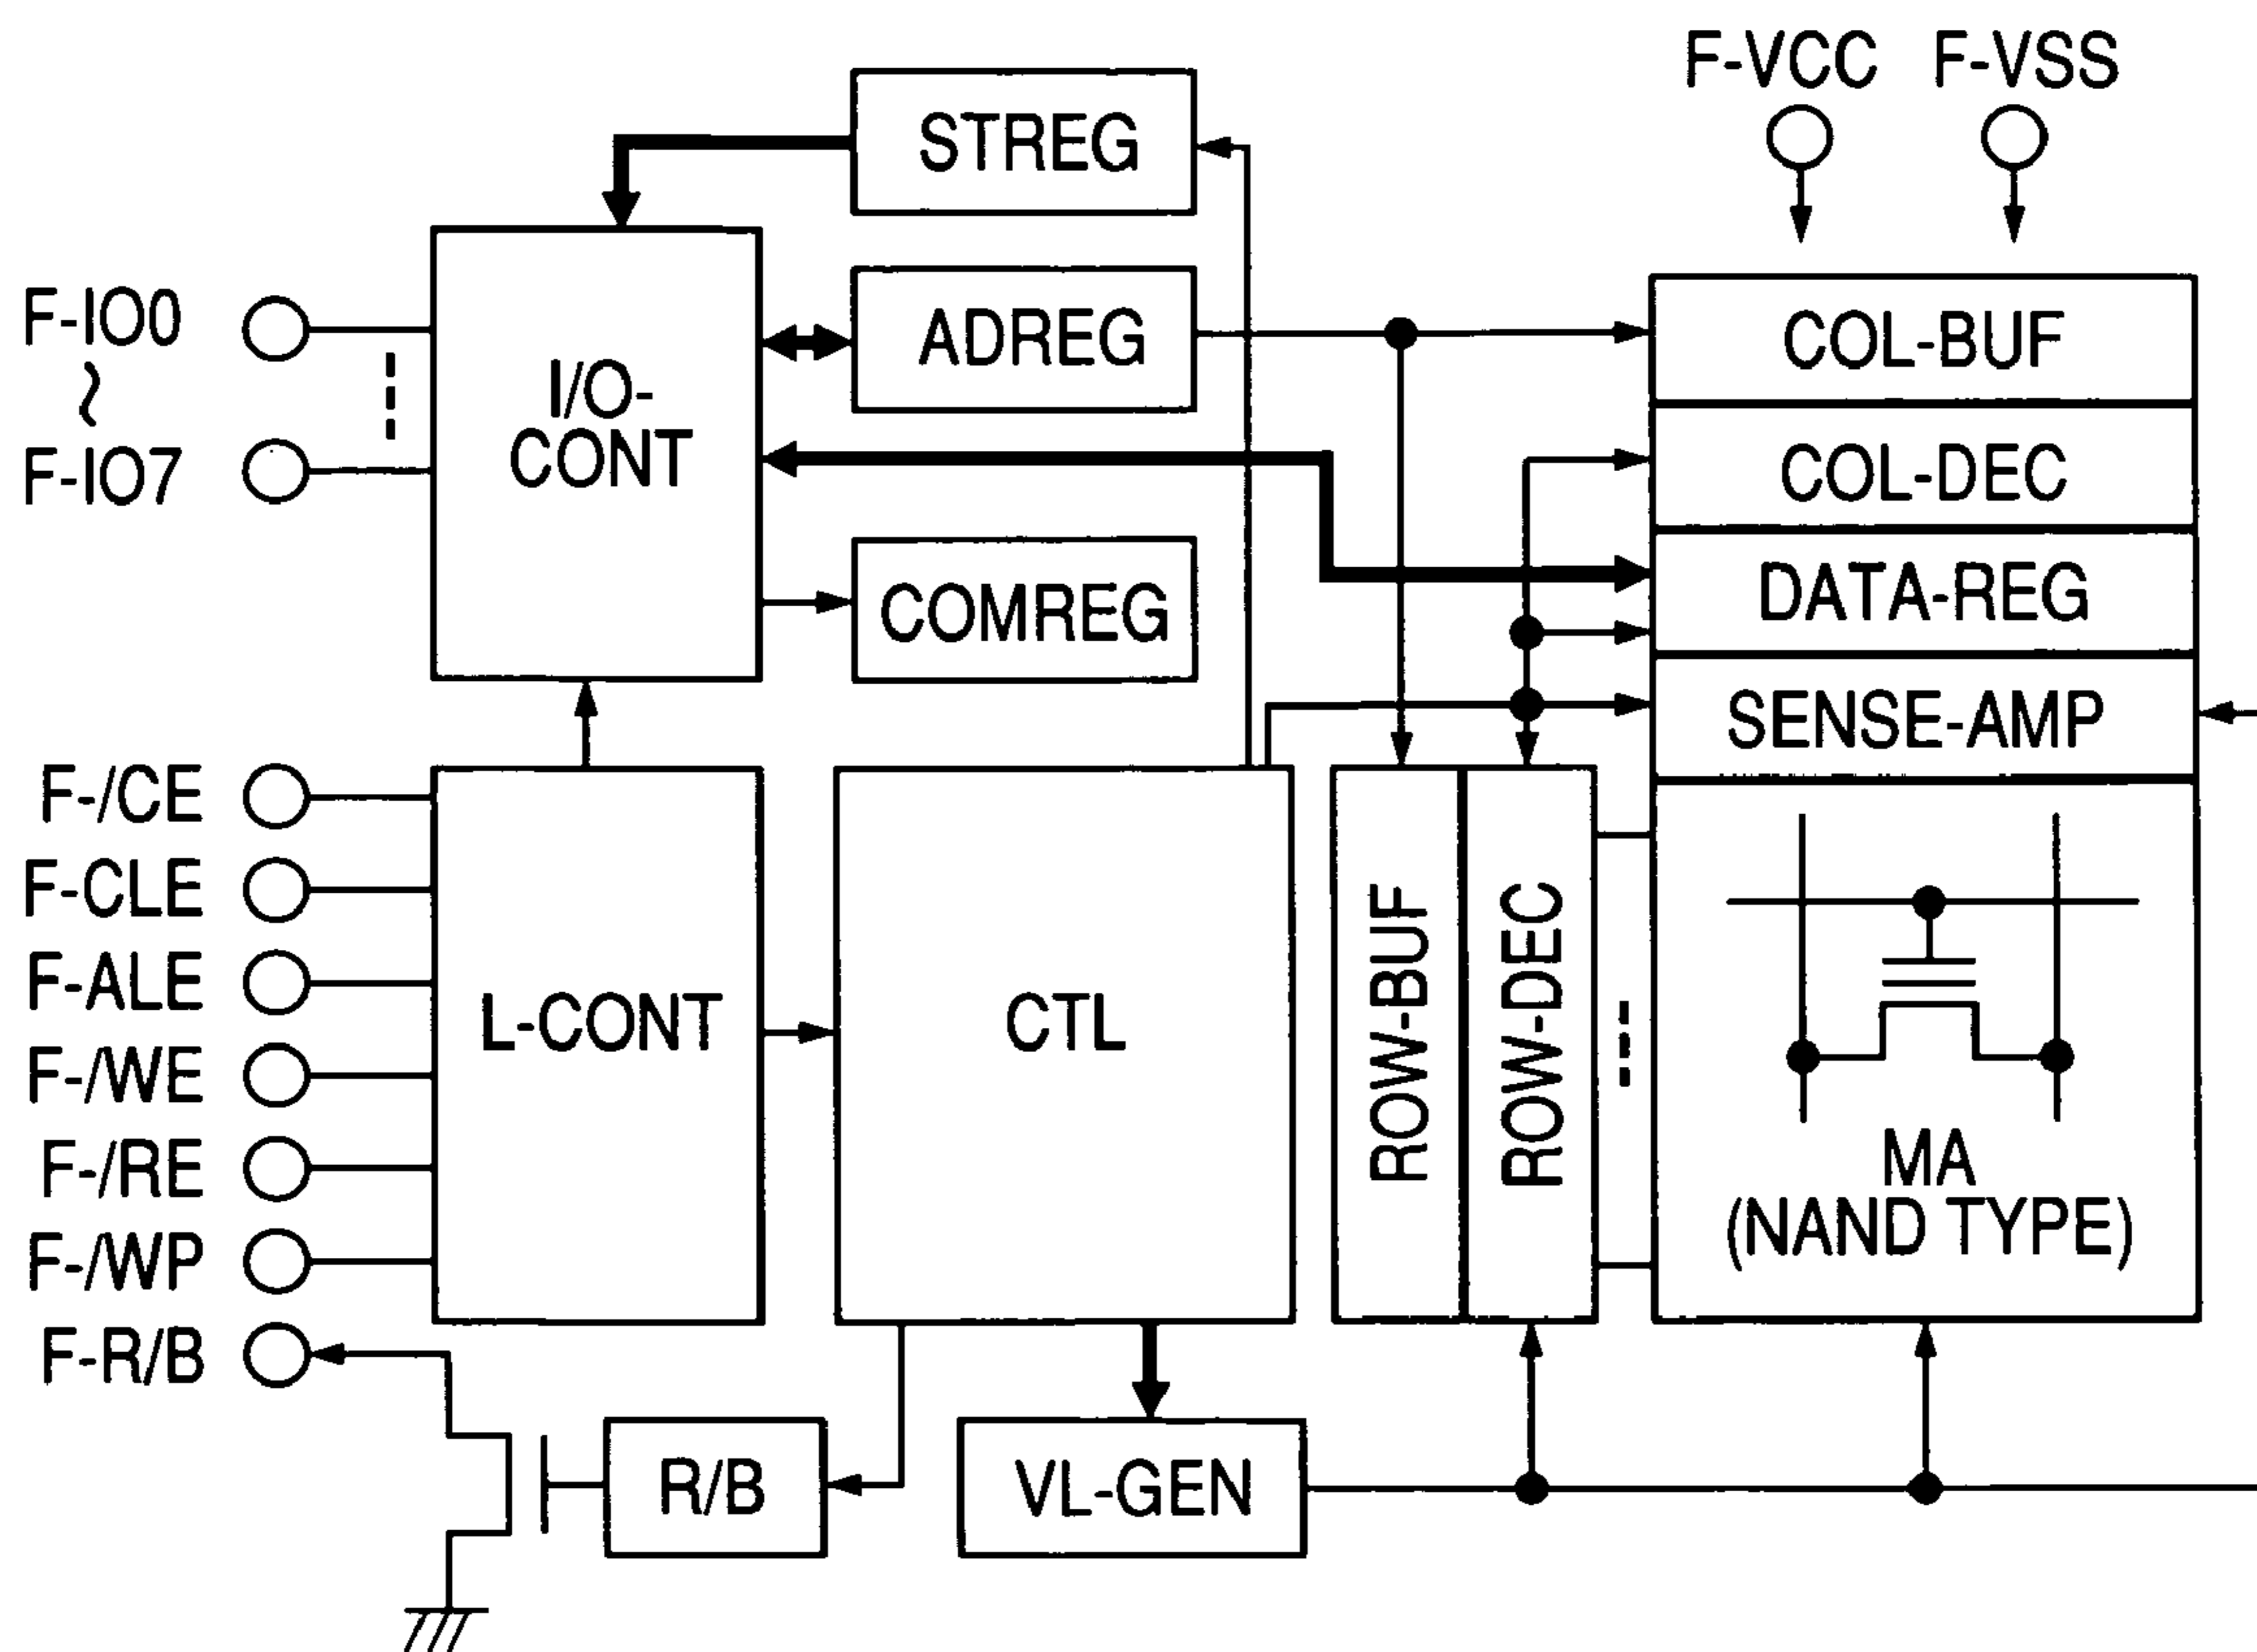 F-VCC F-VSS
STREG
F-IO0
~
F-IO7
I/O-
CONT
ADREG
COMREG
COL-BUF
COL-DEC
DATA-REG
SENSE-AMP
F-/CE
F-CLE
F-ALE
F-/WE
F-/RE
F-/WP
F-R/B
L-CONT
CTL
ROW-BUF
ROW-DEC
MA
(NAND TYPE)
R/B
VL-GEN